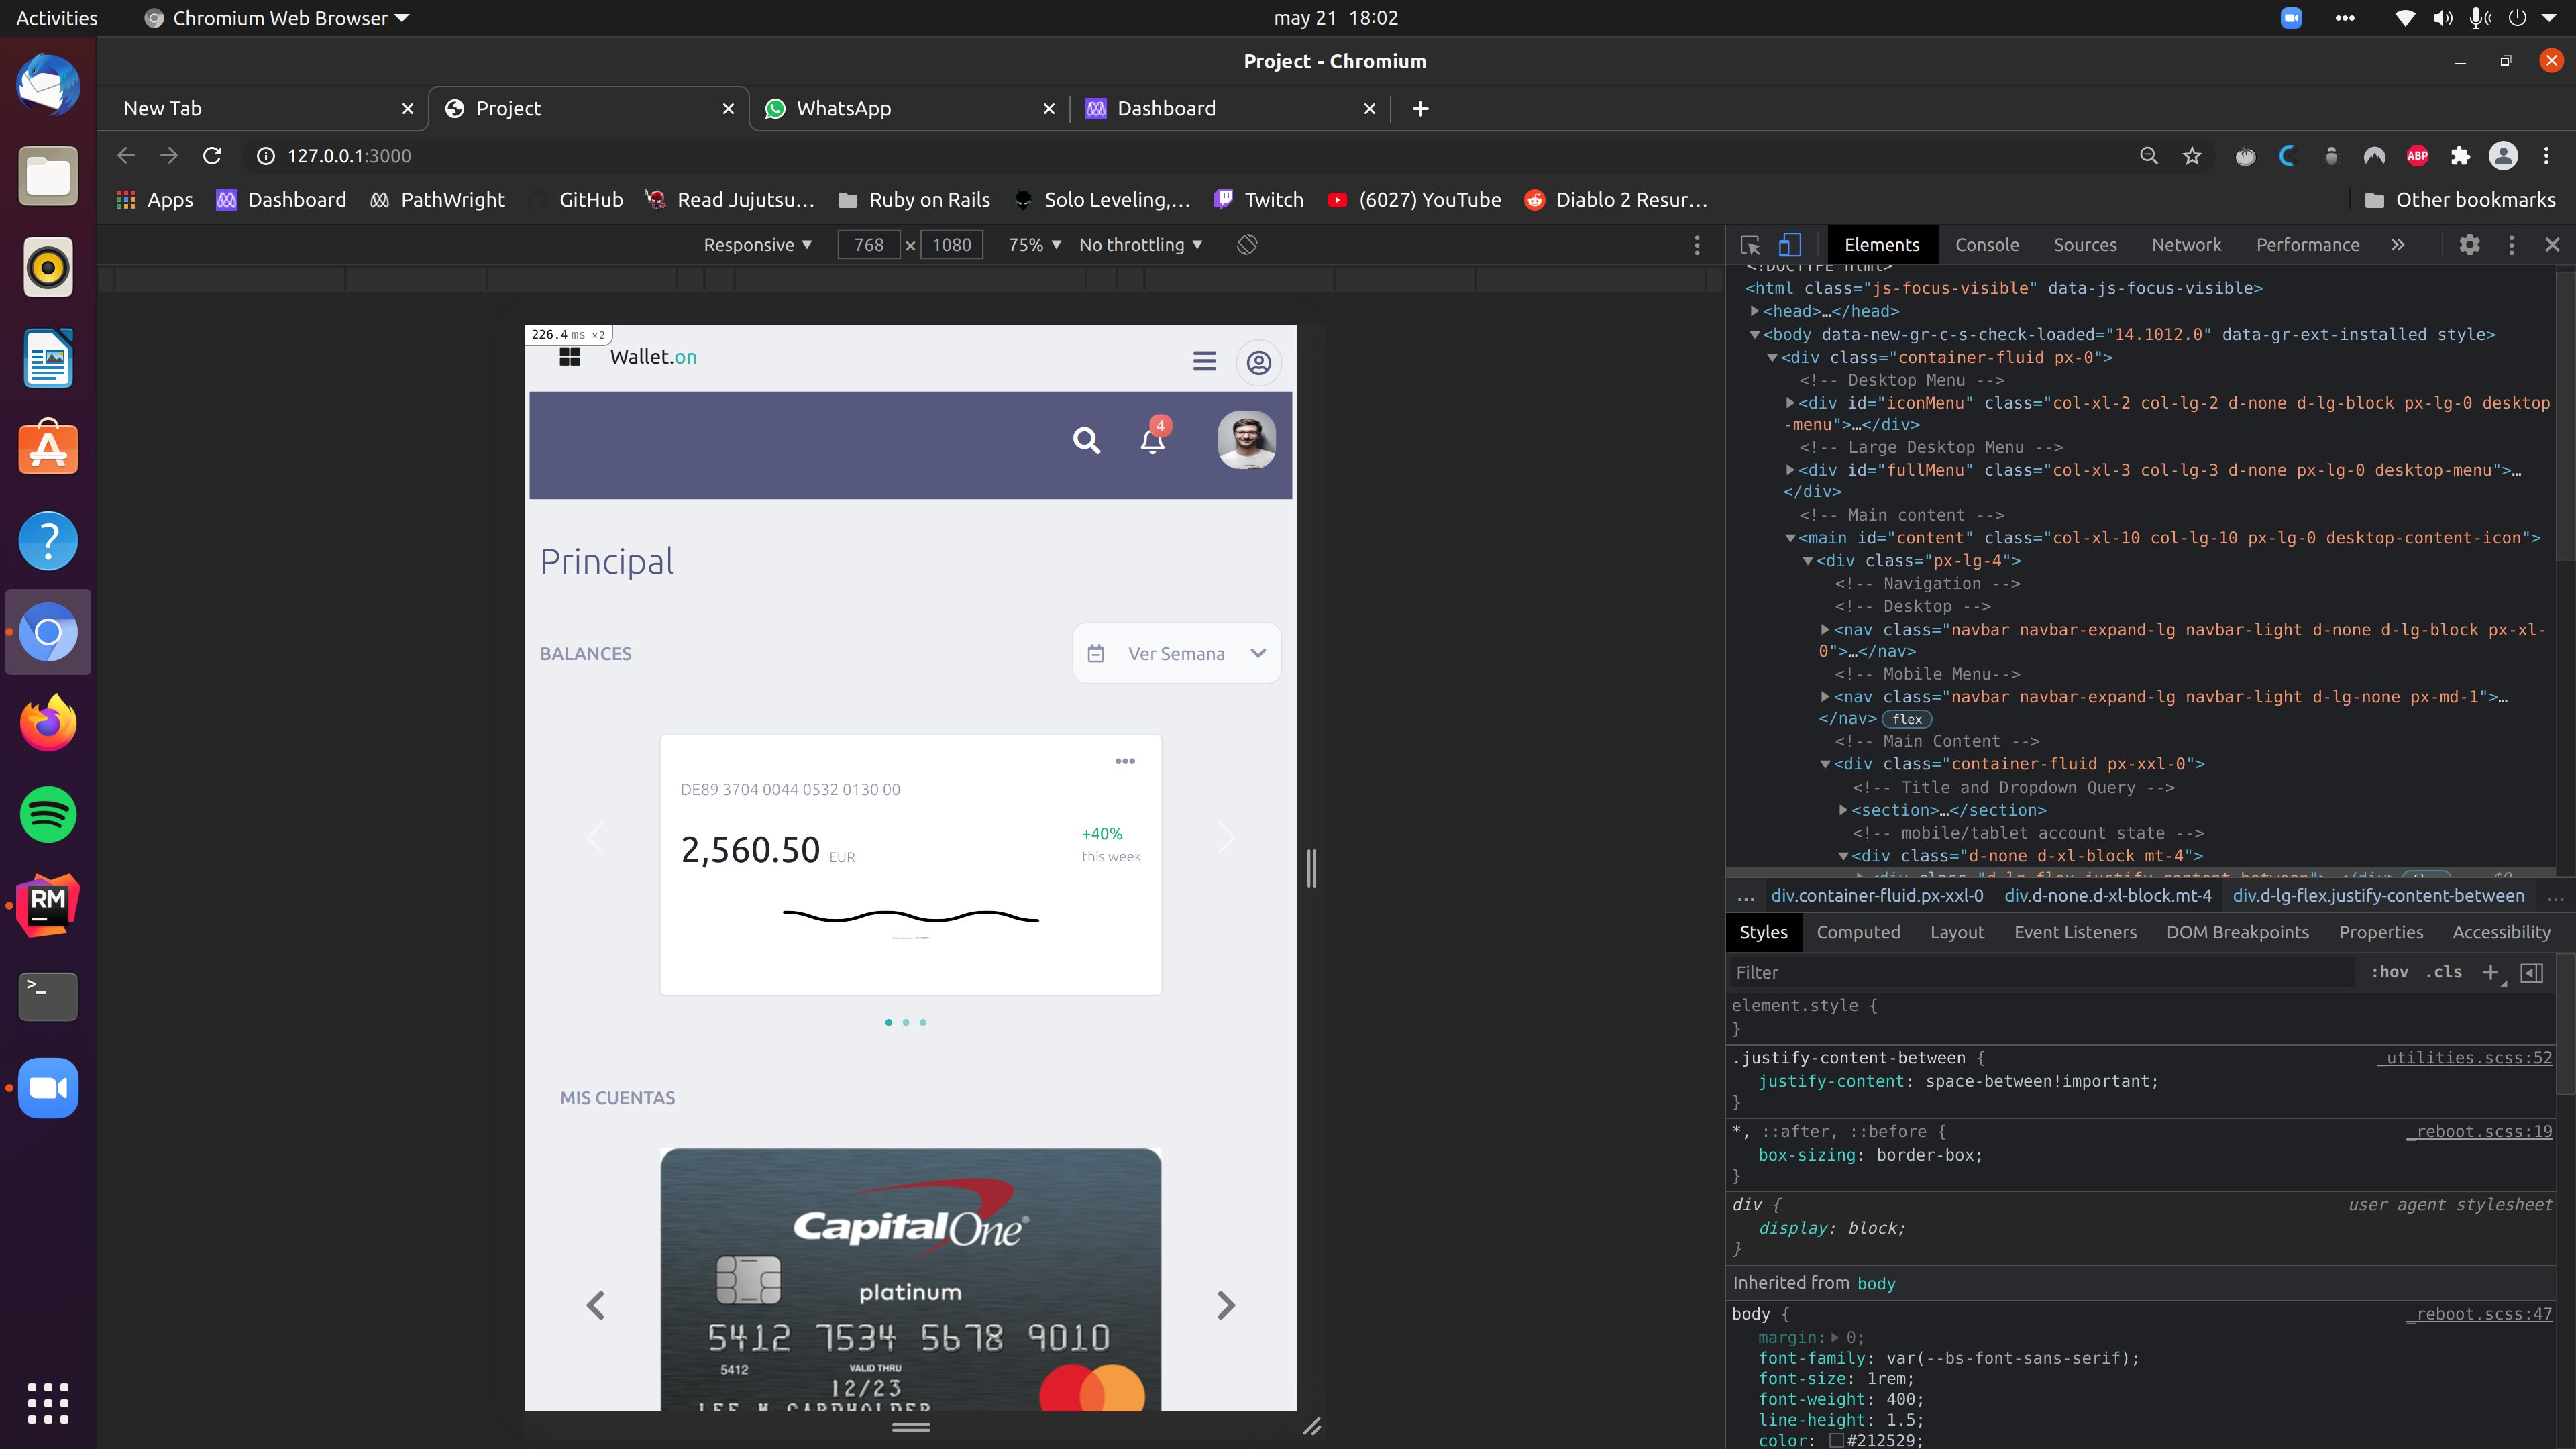 Activities
Chromium Web Browser
may 21 18:02
Project - Chromium
New Tab
Project
WhatsApp
Dashboard
127.0.0.1:3000
ABP
Apps
Dashboard
PathWright
GitHub
Read Jujutsu...
Ruby on Rails
Solo Leveling,...
Twitch
(6027) YouTube
Diablo 2 Resur...
Other bookmarks
Responsive
768 × 1080
75%
No throttling
226.4 ms ×2
Wallet.on
4
Principal
BALANCES
Ver Semana
DE89 3704 0044 0532 0130 00
+40%
2,560.50 EUR
this week
MIS CUENTAS
CapitalOne®
platinum
5412 7534 5678 9010
5412
VALID THRU
12/23
LEE M CARDHOLDER
RM
>_
?
Elements
Console
Sources
Network
Performance
<!DOCTYPE html>
<html class="js-focus-visible" data-js-focus-visible>
<head>…</head>
<body data-new-gr-c-s-check-loaded="14.1012.0" data-gr-ext-installed style>
<div class="container-fluid px-0">
<!-- Desktop Menu -->
<div id="iconMenu" class="col-xl-2 col-lg-2 d-none d-lg-block px-lg-0 desktop
-menu">…</div>
<!-- Large Desktop Menu -->
<div id="fullMenu" class="col-xl-3 col-lg-3 d-none px-lg-0 desktop-menu">…
</div>
<!-- Main content -->
<main id="content" class="col-xl-10 col-lg-10 px-lg-0 desktop-content-icon">
<div class="px-lg-4">
<!-- Navigation -->
<!-- Desktop -->
<nav class="navbar navbar-expand-lg navbar-light d-none d-lg-block px-xl-
0">…</nav>
<!-- Mobile Menu-->
<nav class="navbar navbar-expand-lg navbar-light d-lg-none px-md-1">…
</nav> flex
<!-- Main Content -->
<div class="container-fluid px-xxl-0">
<!-- Title and Dropdown Query -->
<section>…</section>
<!-- mobile/tablet account state -->
<div class="d-none d-xl-block mt-4">
<div class="d-lg-flex justify-content-between">…</div>
... div.container-fluid.px-xxl-0 div.d-none.d-xl-block.mt-4 div.d-lg-flex.justify-content-between ...
Styles
Computed
Layout
Event Listeners
DOM Breakpoints
Properties
Accessibility
Filter
:hov .cls +
element.style {
}
.justify-content-between {
_utilities.scss:52
justify-content: space-between!important;
}
*, ::after, ::before {
_reboot.scss:19
box-sizing: border-box;
}
div {
user agent stylesheet
display: block;
}
Inherited from body
body {
_reboot.scss:47
margin: 0;
font-family: var(--bs-font-sans-serif);
font-size: 1rem;
font-weight: 400;
line-height: 1.5;
color: #212529;